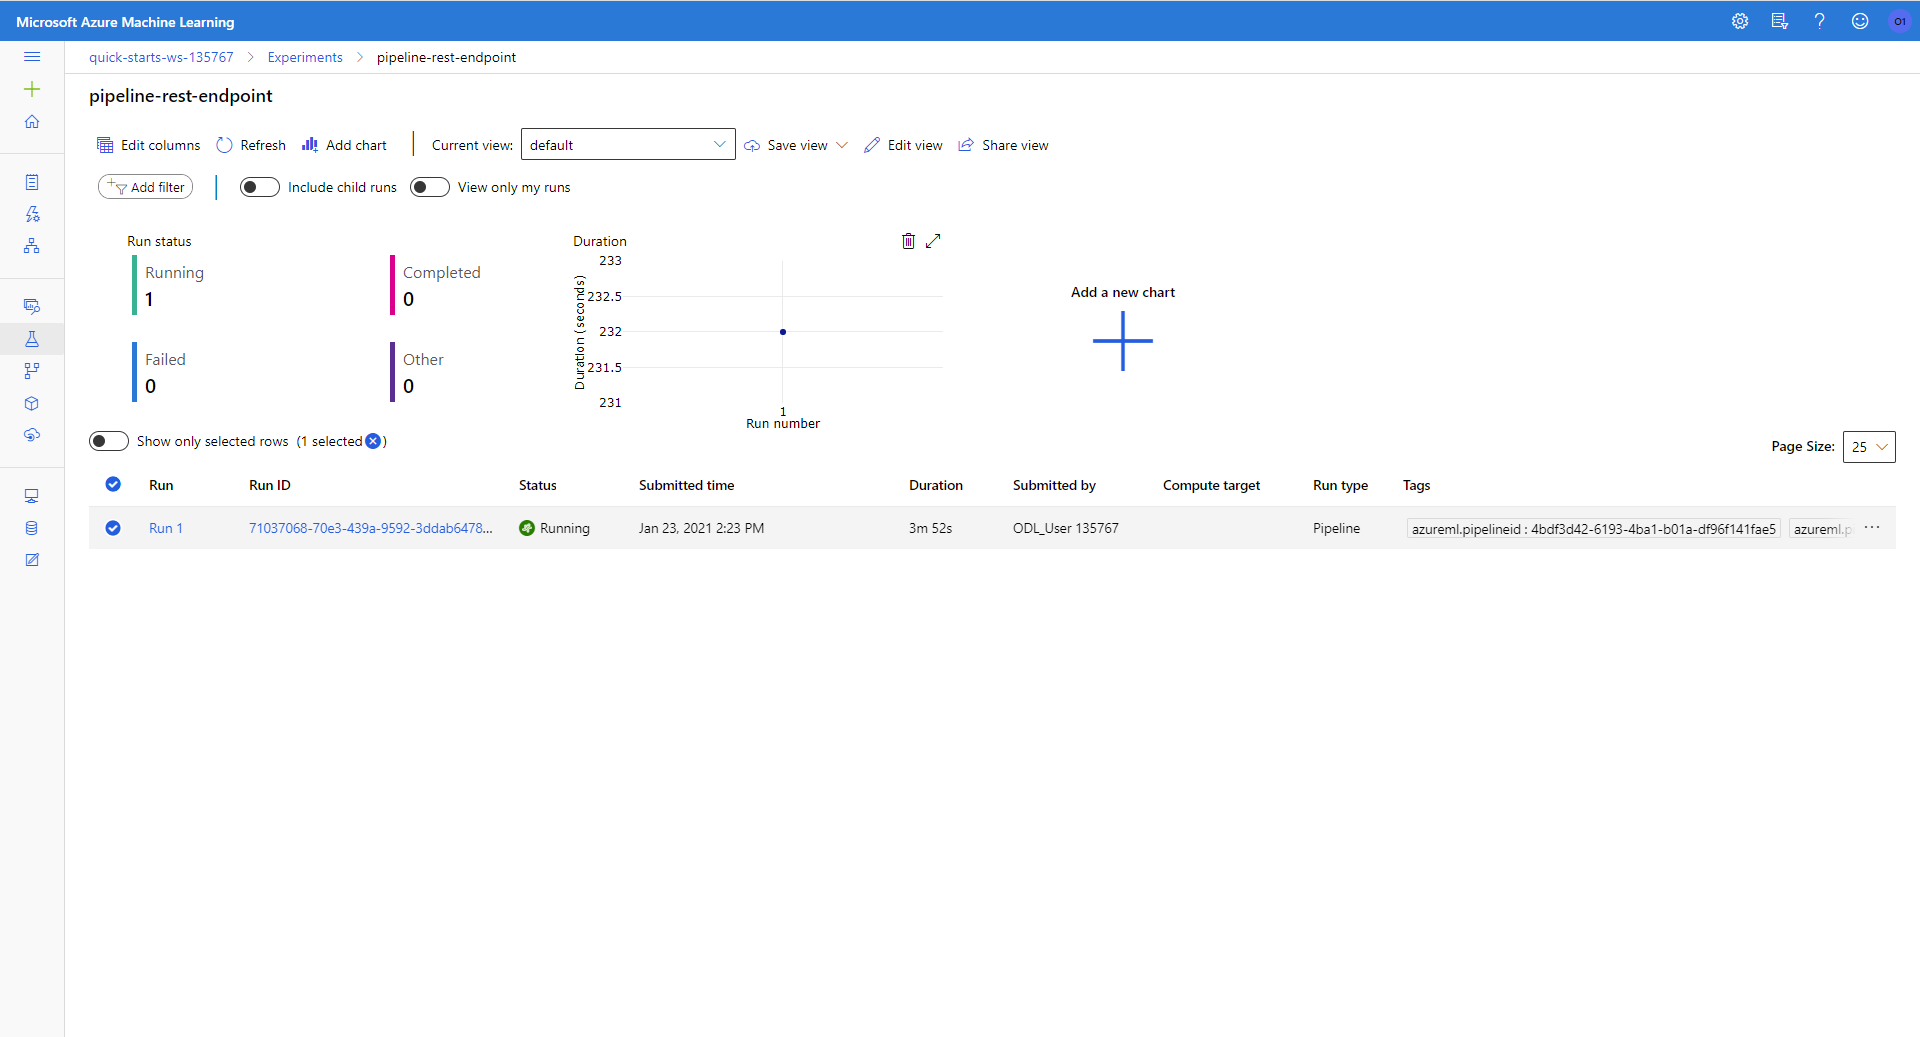 Microsoft Azure Machine Learning
O1
quick-starts-ws-135767 > Experiments > pipeline-rest-endpoint
pipeline-rest-endpoint
Edit columns Refresh Add chart Current view: default Save view Edit view Share view
Add filter Include child runs View only my runs
Run status
Running
1
Completed
0
Failed
0
Other
0
Duration
Duration (seconds)
233
232.5
232
231.5
231
1
Run number
Add a new chart
Show only selected rows (1 selected )
Page Size: 25
Run Run ID Status Submitted time Duration Submitted by Compute target Run type Tags
Run 1 71037068-70e3-439a-9592-3ddab6478... Running Jan 23, 2021 2:23 PM 3m 52s ODL_User 135767 Pipeline azureml.pipelineid : 4bdf3d42-6193-4ba1-b01a-df96f141fae5 azureml.p ...